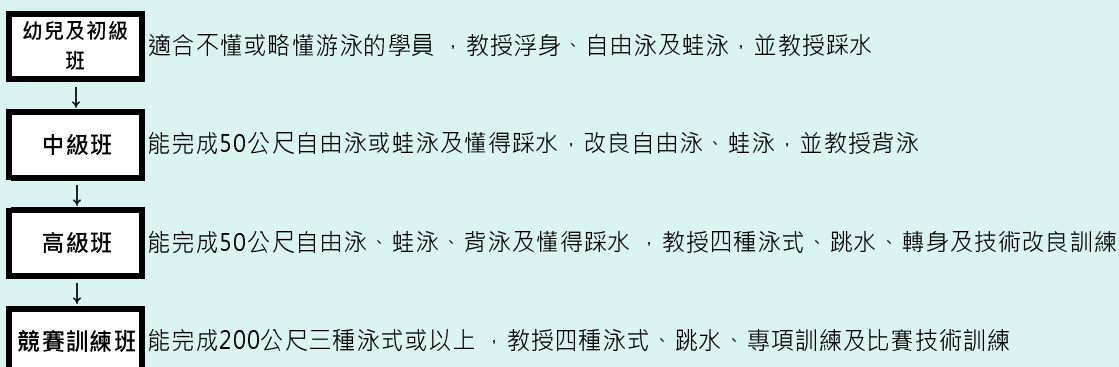 幼兒及初級
班
適合不懂或略懂游泳的學員 ，教授浮身、自由泳及蛙泳，並教授踩水
↓
中級班
能完成50公尺自由泳或蛙泳及懂得踩水，改良自由泳、蛙泳，並教授背泳
↓
高級班
能完成50公尺自由泳、蛙泳、背泳及懂得踩水 ，教授四種泳式、跳水、轉身及技術改良訓練
↓
競賽訓練班
能完成200公尺三種泳式或以上 ，教授四種泳式、跳水、專項訓練及比賽技術訓練